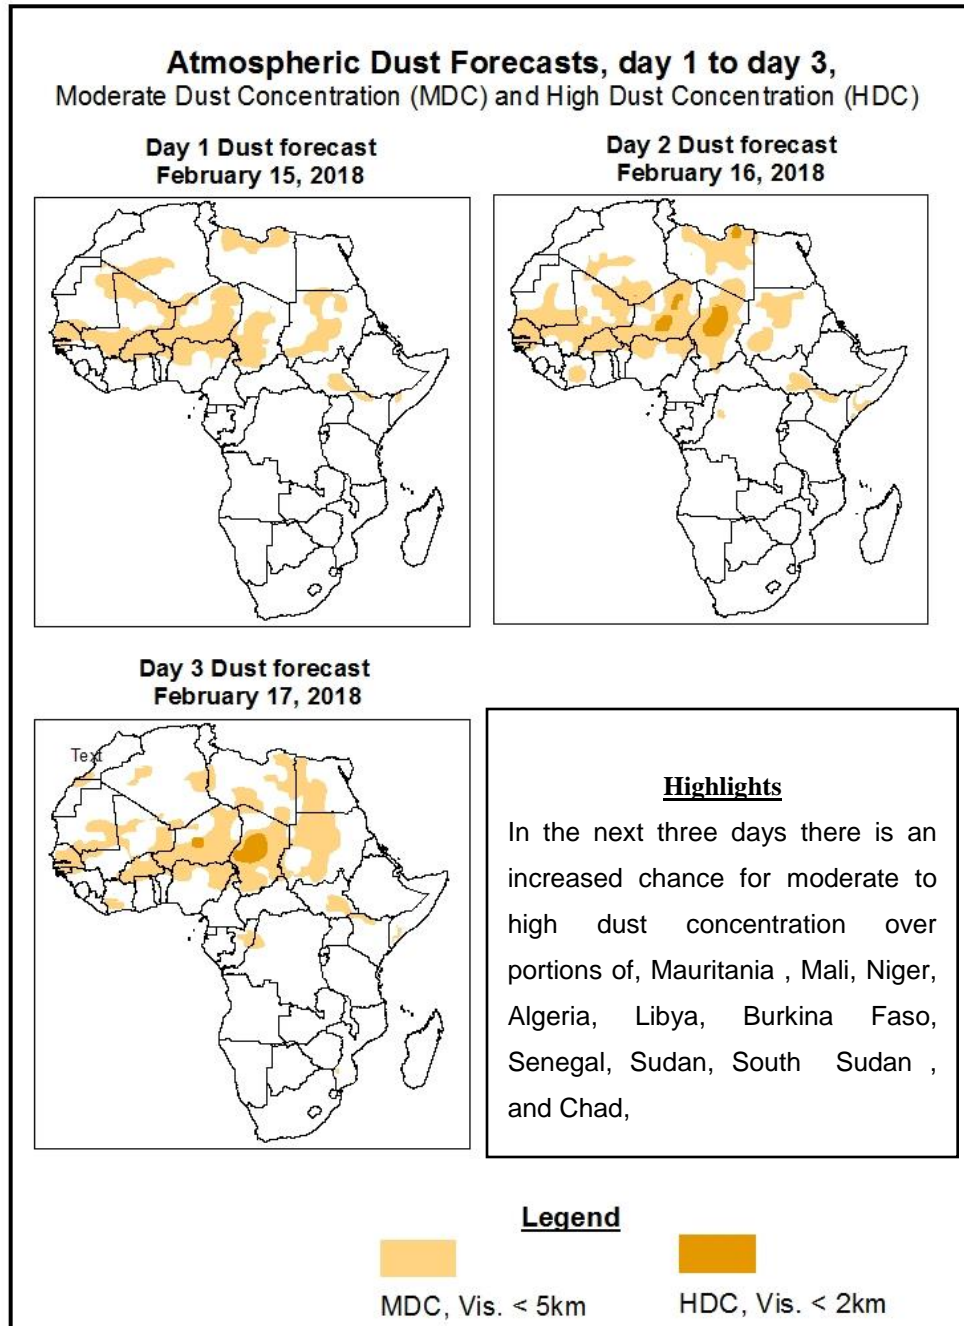 Atmospheric Dust Forecasts, day 1 to day 3,
Moderate Dust Concentration (MDC) and High Dust Concentration (HDC)
Day 1 Dust forecast
February 15, 2018
Day 2 Dust forecast
February 16, 2018
Day 3 Dust forecast
February 17, 2018
Text
Highlights
In the next three days there is an
increased chance for moderate to
high dust concentration over
portions of, Mauritania , Mali, Niger,
Algeria, Libya, Burkina Faso,
Senegal, Sudan, South Sudan ,
and Chad,
Legend
MDC, Vis. < 5km
HDC, Vis. < 2km